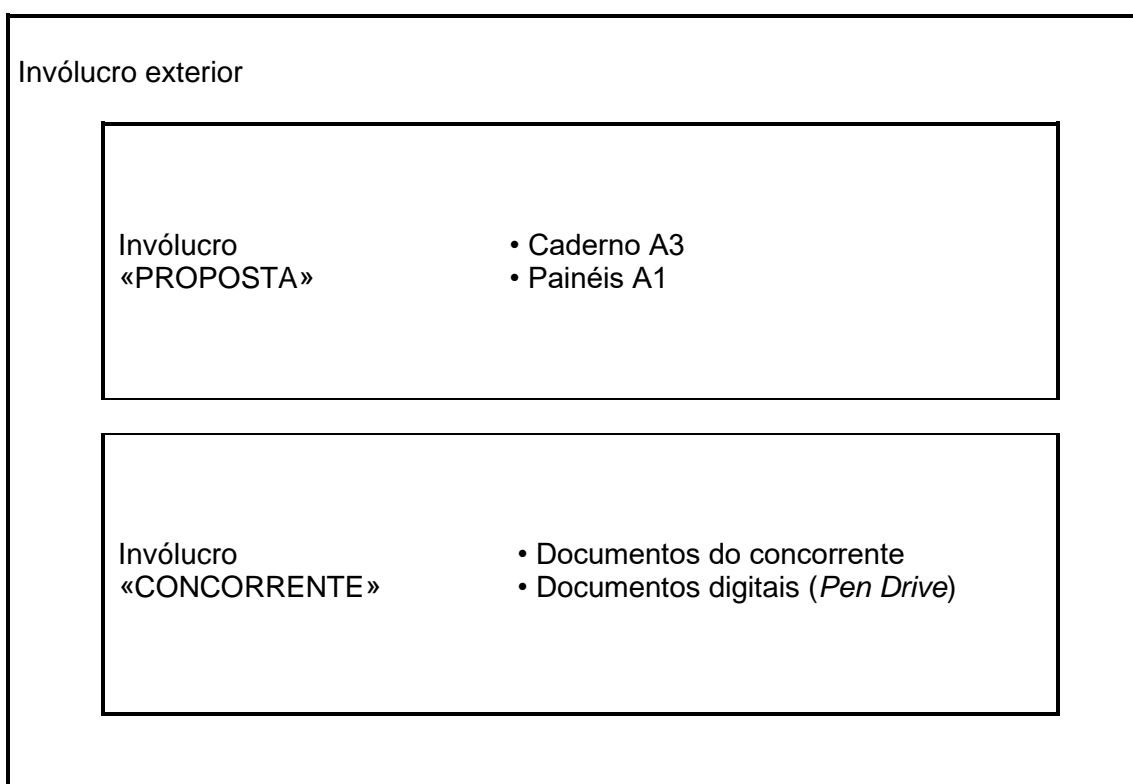 Invólucro exterior
Invólucro • Caderno A3
«PROPOSTA» • Painéis A1
Invólucro • Documentos do concorrente
«CONCORRENTE» • Documentos digitais (Pen Drive)